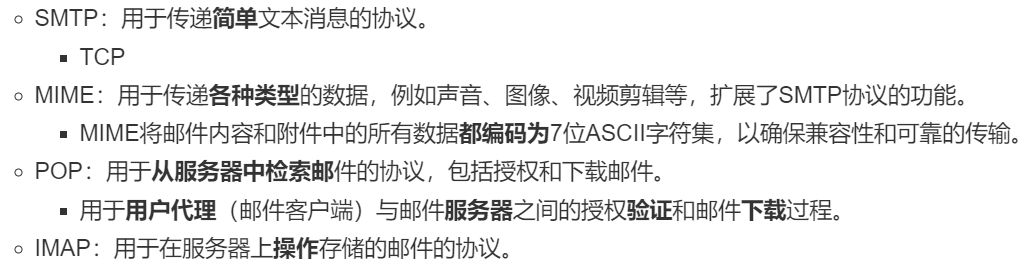 SMTP：用于传递简单文本消息的协议。
TCP
MIME：用于传递各种类型的数据，例如声音、图像、视频剪辑等，扩展了SMTP协议的功能。
MIME将邮件内容和附件中的所有数据都编码为7位ASCII字符集，以确保兼容性和可靠的传输。
POP：用于从服务器中检索邮件的协议，包括授权和下载邮件。
用于用户代理（邮件客户端）与邮件服务器之间的授权验证和邮件下载过程。
IMAP：用于在服务器上操作存储的邮件的协议。